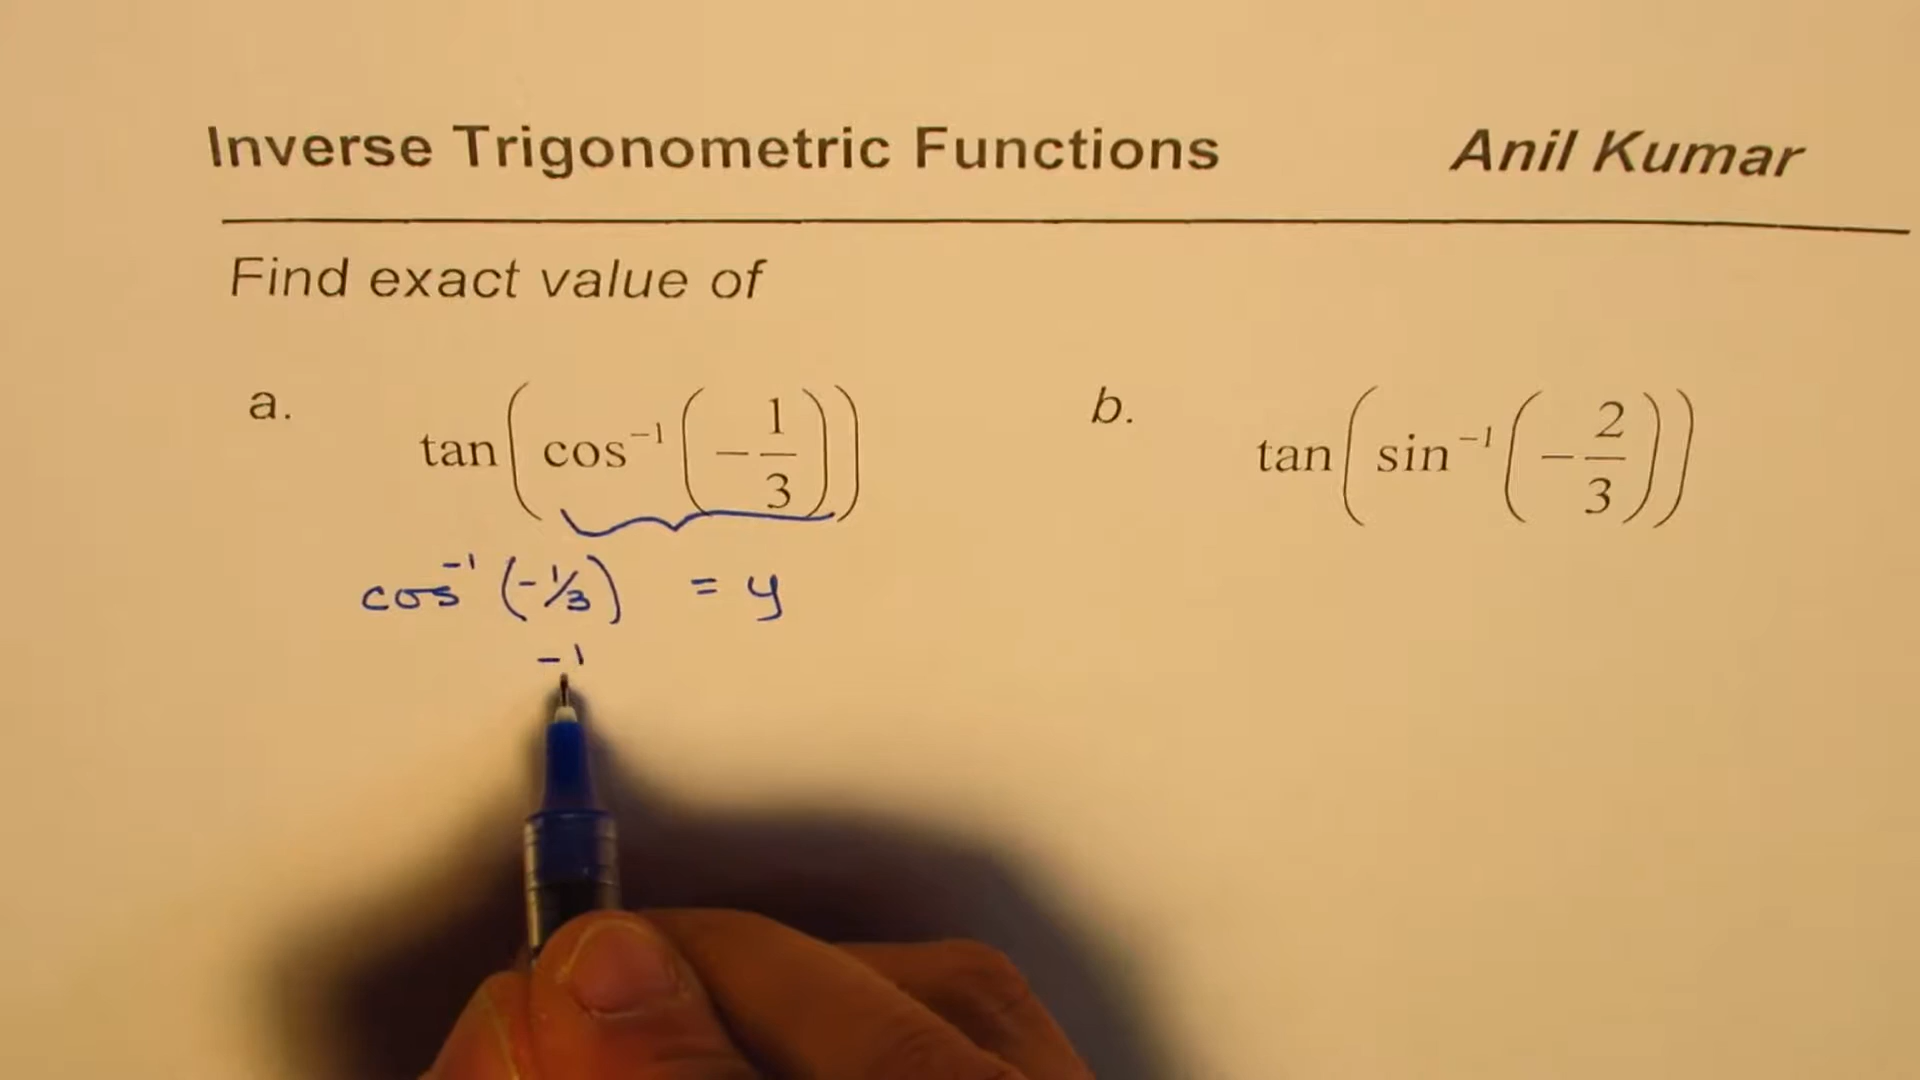 Inverse Trigonometric Functions Anil Kumar
Find exact value of
a. tan(cos⁻¹(-1/3)) b. tan(sin⁻¹(-2/3))
cos⁻¹(-1/3) = y
-1